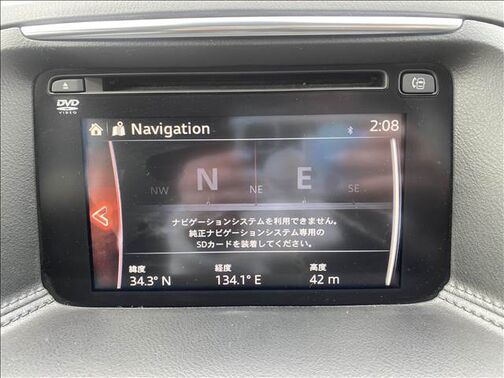 DVD
VIDEO
Navigation
2:08
NW N NE E SE
ナビゲーションシステムを利用できません。
純正ナビゲーションシステム専用の
SDカードを装着してください。
緯度 経度 高度
34.3° N 134.1° E 42 m